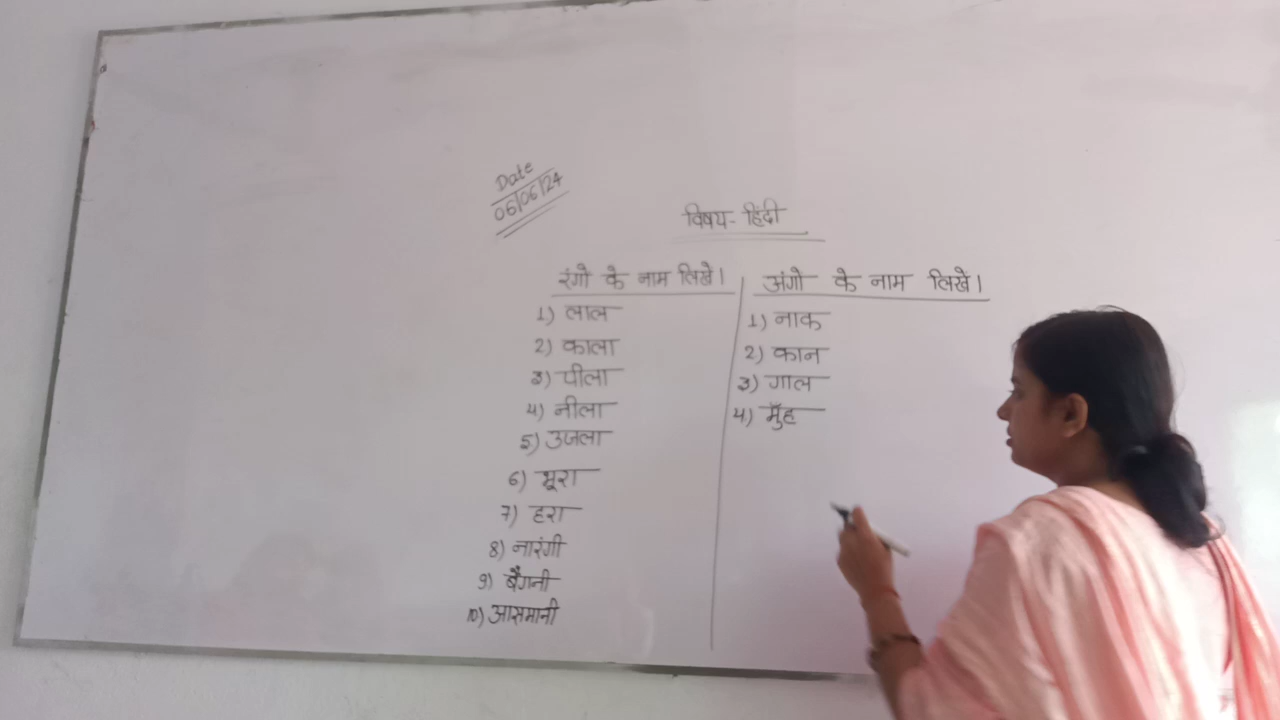 Date
06/06/24
विषय- हिंदी
रंगो के नाम लिखे।
1) लाल
2) काला
3) पीला
4) नीला
5) उजला
6) भूरा
7) हरा
8) नारंगी
9) बैंगनी
10) आसमानी
अंगो के नाम लिखे।
1) नाक
2) कान
3) गाल
4) मुँह